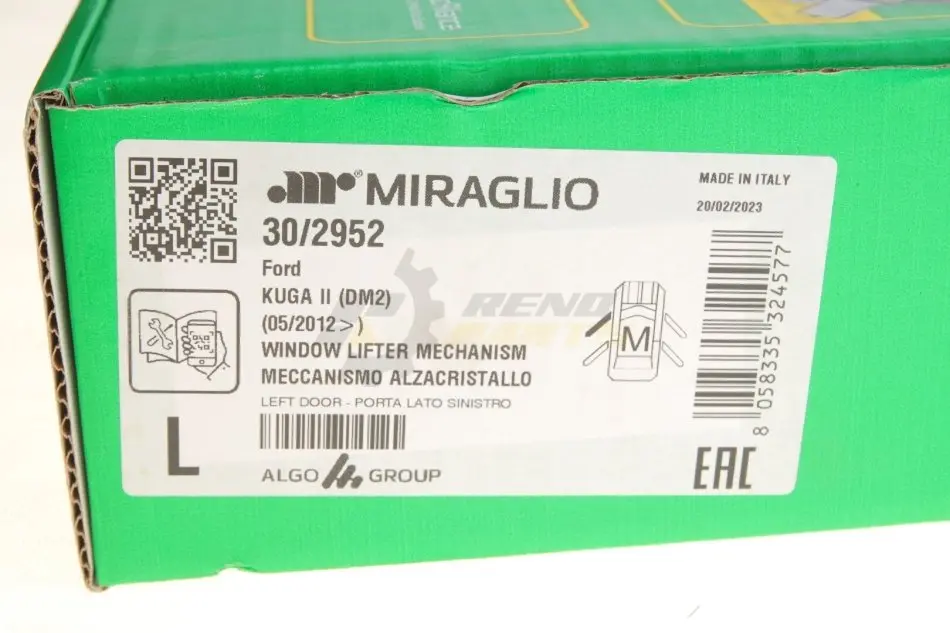 MIRAGLIO
MADE IN ITALY
20/02/2023
30/2952
Ford
KUGA II (DM2)
(05/2012 > )
WINDOW LIFTER MECHANISM
MECCANISMO ALZACRISTALLO
LEFT DOOR - PORTA LATO SINISTRO
M
L
ALGO GROUP
8 058335 324577
EAC